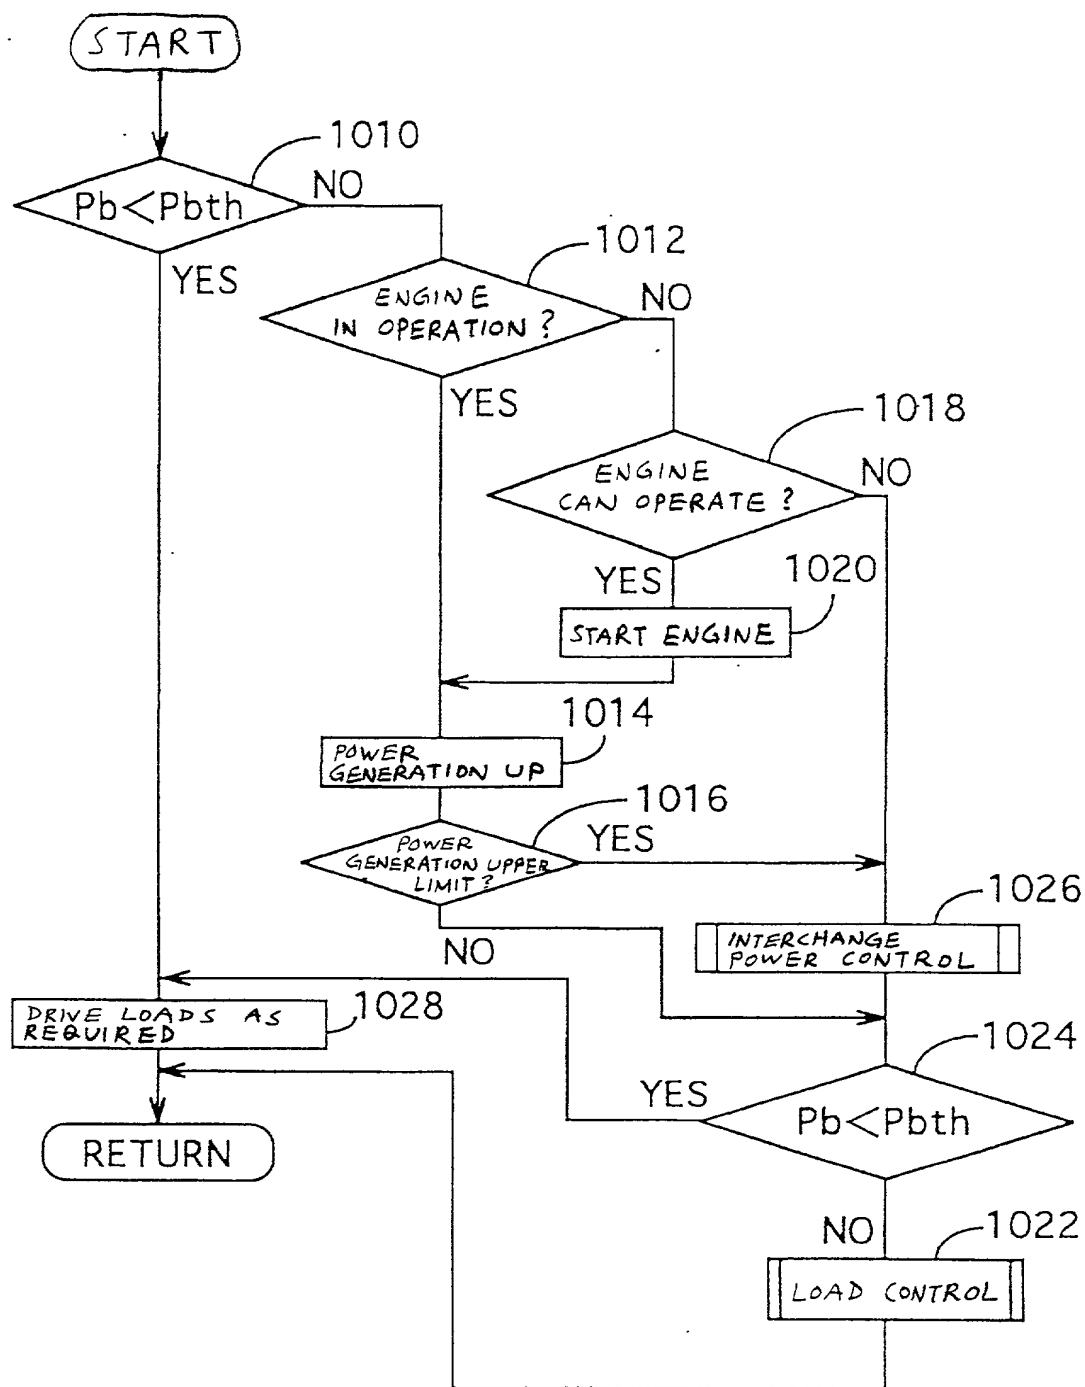 START
1010
Pb<Pbth
NO
YES
1012
ENGINE
IN OPERATION ?
NO
YES
1018
ENGINE
CAN OPERATE ?
NO
YES
1020
START ENGINE
1014
POWER
GENERATION UP
1016
POWER
GENERATION UPPER
LIMIT ?
YES
NO
1026
INTERCHANGE
POWER CONTROL
DRIVE LOADS AS
REQUIRED
1028
1024
Pb<Pbth
YES
RETURN
NO
1022
LOAD CONTROL